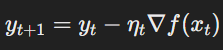 y_{t+1} = y_t − η_t∇f(x_t)